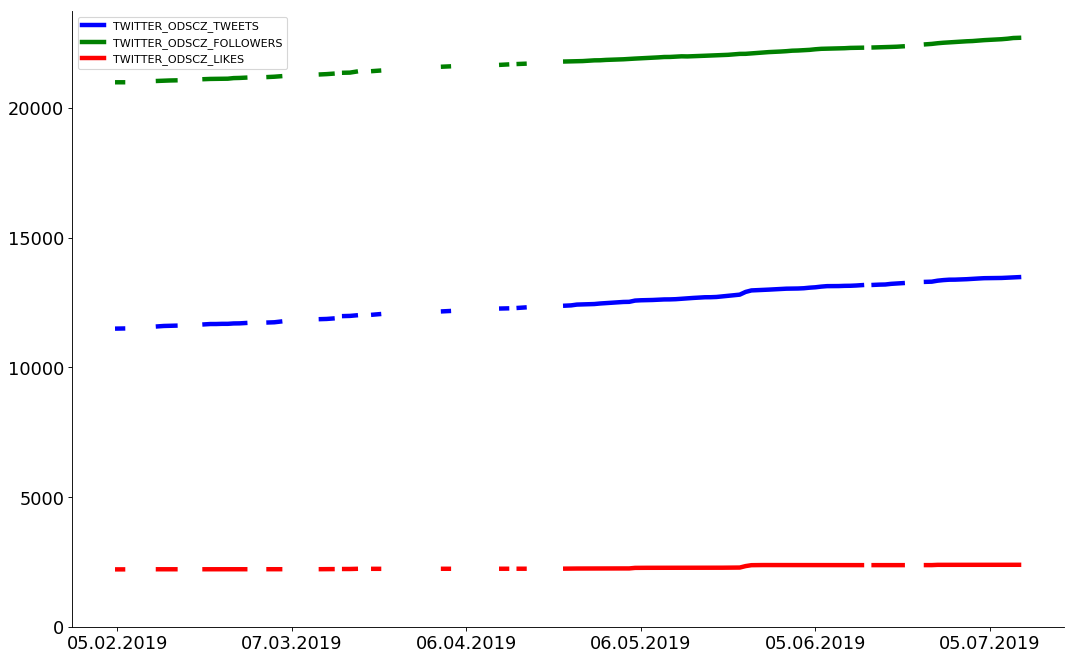 TWITTER_ODSCZ_TWEETS
TWITTER_ODSCZ_FOLLOWERS
TWITTER_ODSCZ_LIKES
20000
15000
10000
5000
0
05.02.2019 07.03.2019 06.04.2019 06.05.2019 05.06.2019 05.07.2019